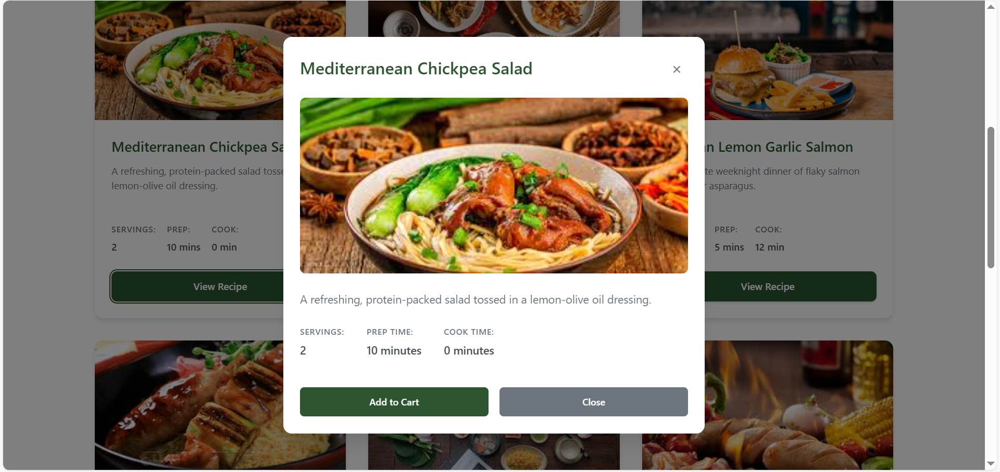 Mediterranean Chickpea Salad
×
A refreshing, protein-packed salad tossed in a lemon-olive oil dressing.
SERVINGS: PREP TIME: COOK TIME:
2 10 minutes 0 minutes
Add to Cart Close
Mediterranean Chickpea Sa
A refreshing, protein-packed salad tosse
lemon-olive oil dressing.
SERVINGS: PREP: COOK:
2 10 mins 0 min
View Recipe
n Lemon Garlic Salmon
te weeknight dinner of flaky salmon
r asparagus.
PREP: COOK:
5 mins 12 min
View Recipe